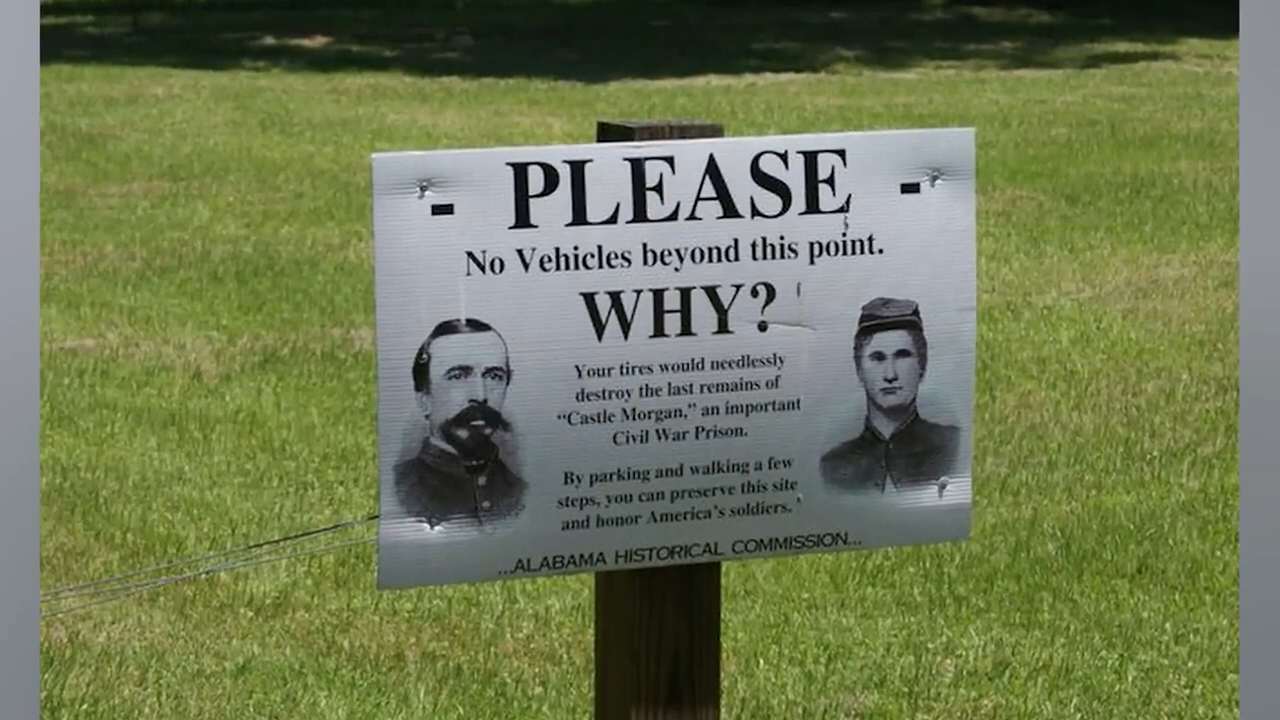 - PLEASE -
No Vehicles beyond this point.
WHY?
Your tires would needlessly
destroy the last remains of
“Castle Morgan,” an important
Civil War Prison.
By parking and walking a few
steps, you can preserve this site
and honor America’s soldiers.
...ALABAMA HISTORICAL COMMISSION...